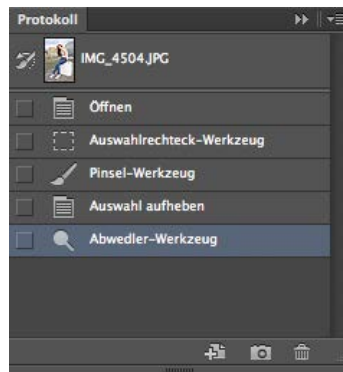 Protokoll
IMG_4504.JPG
Öffnen
Auswahlrechteck-Werkzeug
Pinsel-Werkzeug
Auswahl aufheben
Abwedler-Werkzeug